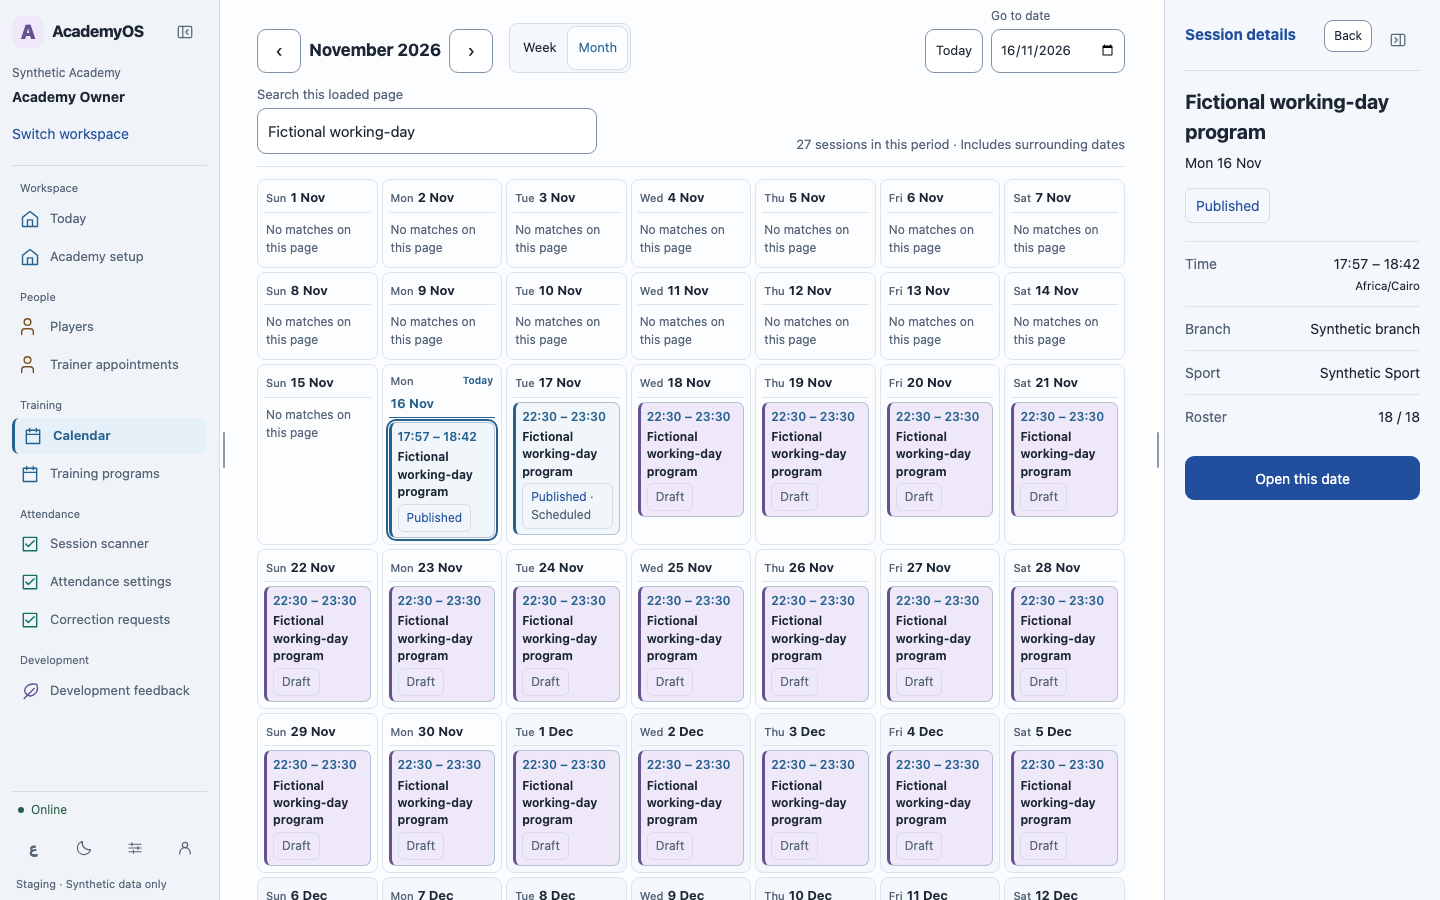 A AcademyOS
Synthetic Academy
Academy Owner
Switch workspace
Workspace
Today
Academy setup
People
Players
Trainer appointments
Training
Calendar
Training programs
Attendance
Session scanner
Attendance settings
Correction requests
Development
Development feedback
Online
ع
Staging · Synthetic data only
‹ November 2026 › Week Month
Go to date
Today 16/11/2026
Search this loaded page
Fictional working-day
27 sessions in this period · Includes surrounding dates
Sun 1 Nov Mon 2 Nov Tue 3 Nov Wed 4 Nov Thu 5 Nov Fri 6 Nov Sat 7 Nov
No matches on No matches on No matches on No matches on No matches on No matches on No matches on
this page this page this page this page this page this page this page
Sun 8 Nov Mon 9 Nov Tue 10 Nov Wed 11 Nov Thu 12 Nov Fri 13 Nov Sat 14 Nov
No matches on No matches on No matches on No matches on No matches on No matches on No matches on
this page this page this page this page this page this page this page
Sun 15 Nov
No matches on
this page
Mon Today
16 Nov
17:57 – 18:42
Fictional
working-day
program
Published
Tue 17 Nov
22:30 – 23:30
Fictional
working-day
program
Published ·
Scheduled
Wed 18 Nov Thu 19 Nov Fri 20 Nov Sat 21 Nov
22:30 – 23:30 22:30 – 23:30 22:30 – 23:30 22:30 – 23:30
Fictional Fictional Fictional Fictional
working-day working-day working-day working-day
program program program program
Draft Draft Draft Draft
Sun 22 Nov Mon 23 Nov Tue 24 Nov Wed 25 Nov Thu 26 Nov Fri 27 Nov Sat 28 Nov
22:30 – 23:30 22:30 – 23:30 22:30 – 23:30 22:30 – 23:30 22:30 – 23:30 22:30 – 23:30 22:30 – 23:30
Fictional Fictional Fictional Fictional Fictional Fictional Fictional
working-day working-day working-day working-day working-day working-day working-day
program program program program program program program
Draft Draft Draft Draft Draft Draft Draft
Sun 29 Nov Mon 30 Nov Tue 1 Dec Wed 2 Dec Thu 3 Dec Fri 4 Dec Sat 5 Dec
22:30 – 23:30 22:30 – 23:30 22:30 – 23:30 22:30 – 23:30 22:30 – 23:30 22:30 – 23:30 22:30 – 23:30
Fictional Fictional Fictional Fictional Fictional Fictional Fictional
working-day working-day working-day working-day working-day working-day working-day
program program program program program program program
Draft Draft Draft Draft Draft Draft Draft
Sun 6 Dec Mon 7 Dec Tue 8 Dec Wed 9 Dec Thu 10 Dec Fri 11 Dec Sat 12 Dec
Session details Back
Fictional working-day
program
Mon 16 Nov
Published
Time 17:57 – 18:42
Africa/Cairo
Branch Synthetic branch
Sport Synthetic Sport
Roster 18 / 18
Open this date